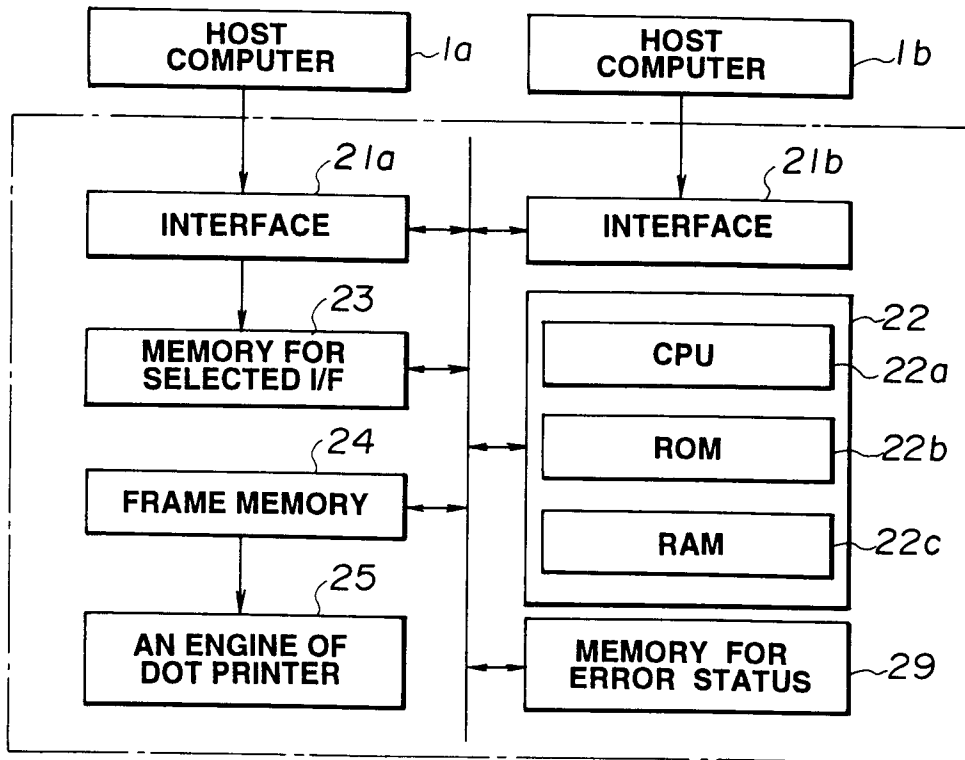 HOST
COMPUTER
1a
HOST
COMPUTER
1b
21a
INTERFACE
21b
INTERFACE
23
MEMORY FOR
SELECTED I/F
22
CPU
22a
24
FRAME MEMORY
ROM
22b
RAM
22c
25
AN ENGINE OF
DOT PRINTER
MEMORY FOR
ERROR STATUS
29